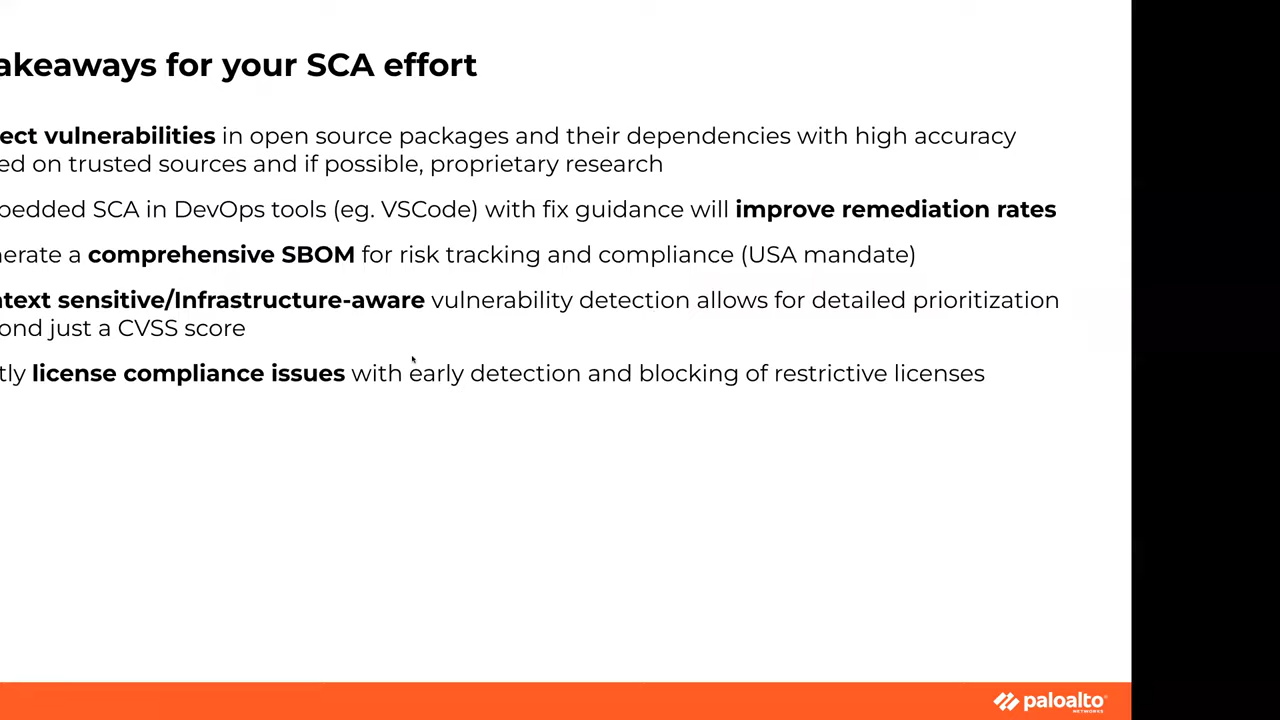 akeaways for your SCA effort
ect vulnerabilities in open source packages and their dependencies with high accuracy
ed on trusted sources and if possible, proprietary research
bedded SCA in DevOps tools (eg. VSCode) with fix guidance will improve remediation rates
erate a comprehensive SBOM for risk tracking and compliance (USA mandate)
text sensitive/Infrastructure-aware vulnerability detection allows for detailed prioritization
ond just a CVSS score
tly license compliance issues with early detection and blocking of restrictive licenses
paloalto
NETWORKS